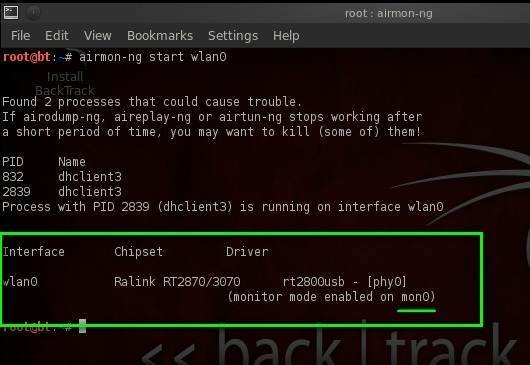 root : airmon-ng
File Edit View Bookmarks Settings Help
root@bt:~# airmon-ng start wlan0
Install
BackTrack
Found 2 processes that could cause trouble.
If airodump-ng, aireplay-ng or airtun-ng stops working after
a short period of time, you may want to kill (some of) them!
PID Name
832 dhclient3
2839 dhclient3
Process with PID 2839 (dhclient3) is running on interface wlan0
Interface Chipset Driver
wlan0 Ralink RT2870/3070 rt2800usb - [phy0]
(monitor mode enabled on mon0)
root@bt:~#
<< back | track